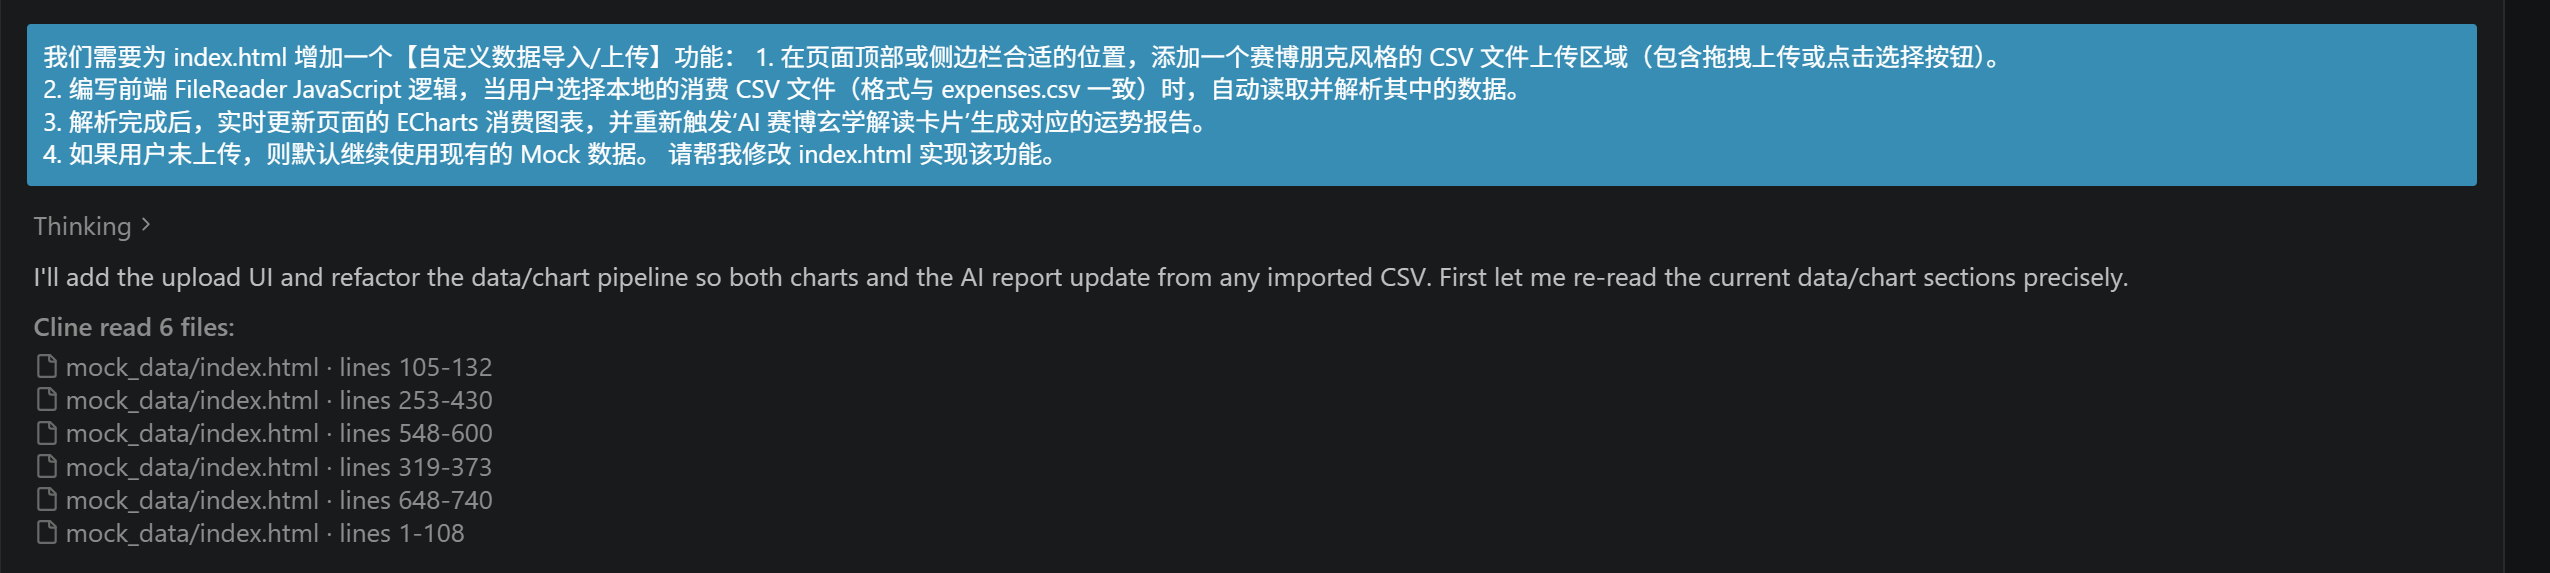 我们需要为 index.html 增加一个【自定义数据导入/上传】功能： 1. 在页面顶部或侧边栏合适的位置，添加一个赛博朋克风格的 CSV 文件上传区域（包含拖拽上传或点击选择按钮）。
2. 编写前端 FileReader JavaScript 逻辑，当用户选择本地的消费 CSV 文件（格式与 expenses.csv 一致）时，自动读取并解析其中的数据。
3. 解析完成后，实时更新页面的 ECharts 消费图表，并重新触发‘AI 赛博玄学解读卡片’生成对应的运势报告。
4. 如果用户未上传，则默认继续使用现有的 Mock 数据。 请帮我修改 index.html 实现该功能。
Thinking >
I'll add the upload UI and refactor the data/chart pipeline so both charts and the AI report update from any imported CSV. First let me re-read the current data/chart sections precisely.
Cline read 6 files:
mock_data/index.html · lines 105-132
mock_data/index.html · lines 253-430
mock_data/index.html · lines 548-600
mock_data/index.html · lines 319-373
mock_data/index.html · lines 648-740
mock_data/index.html · lines 1-108